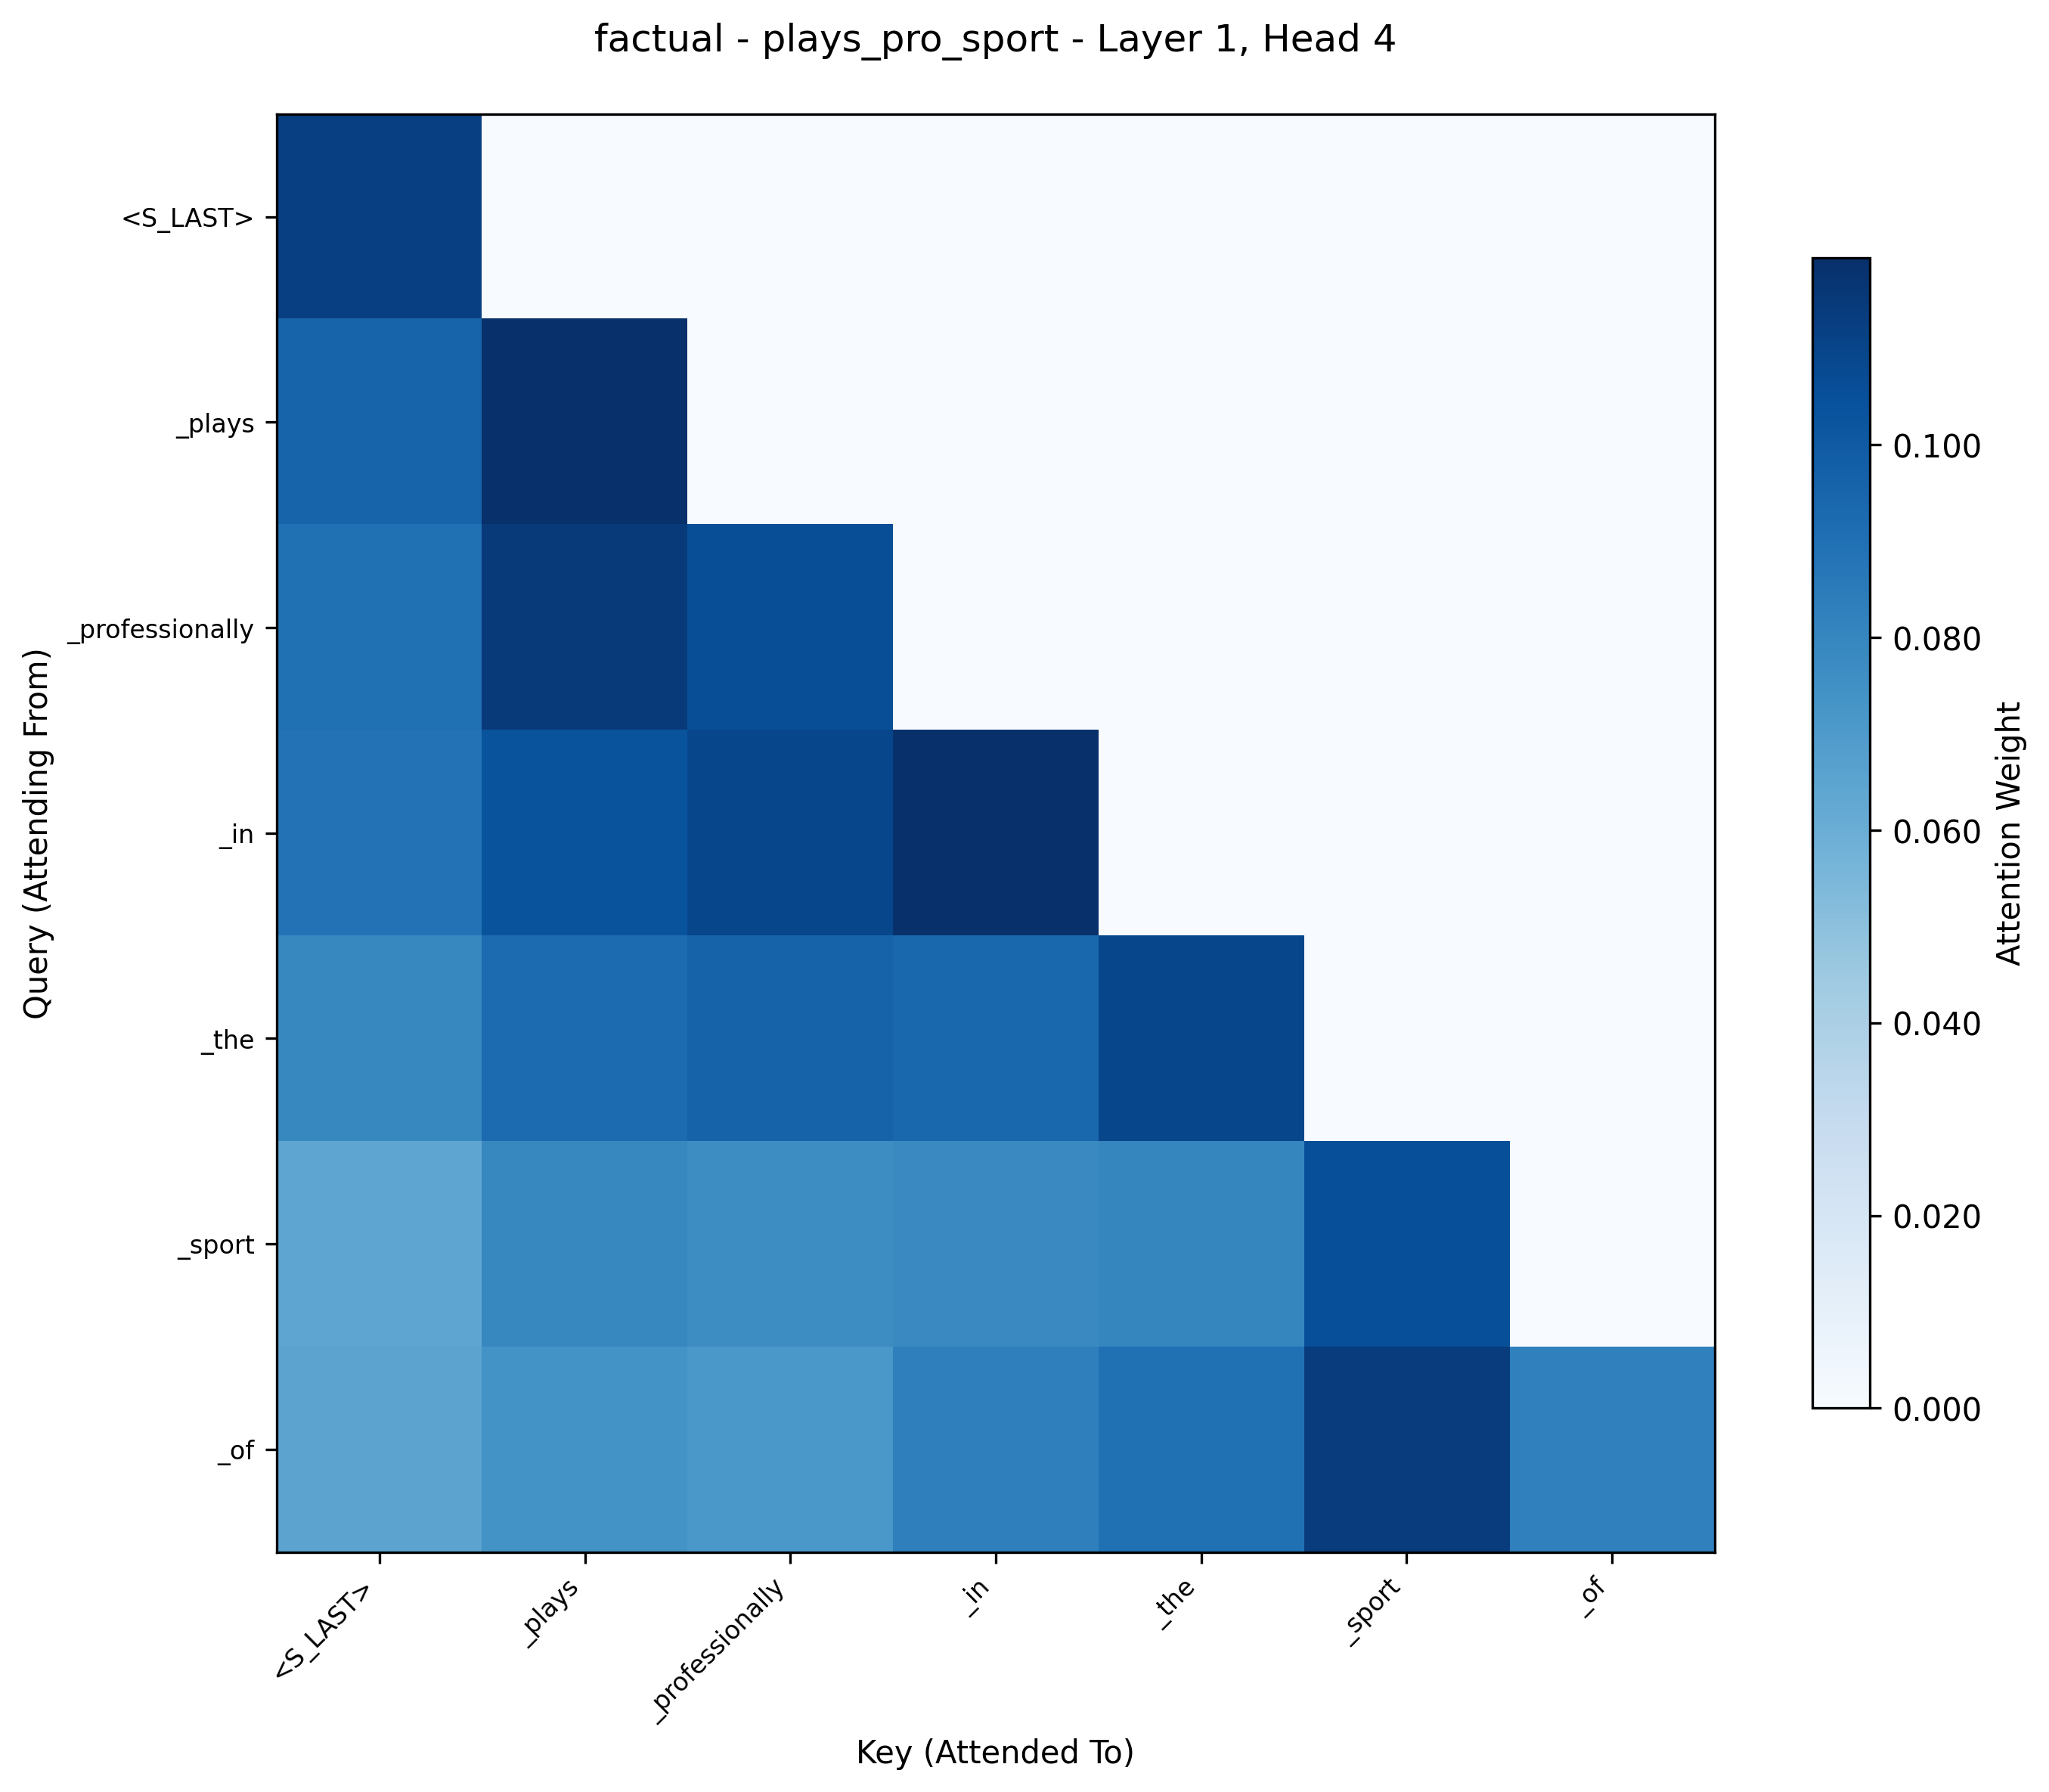 factual - plays_pro_sport - Layer 1, Head 4
Query (Attending From)
<S_LAST>
_plays
_professionally
_in
_the
_sport
_of
<S_LAST>
_plays
_professionally
_in
_the
_sport
_of
Key (Attended To)
0.100
0.080
0.060
0.040
0.020
0.000
Attention Weight